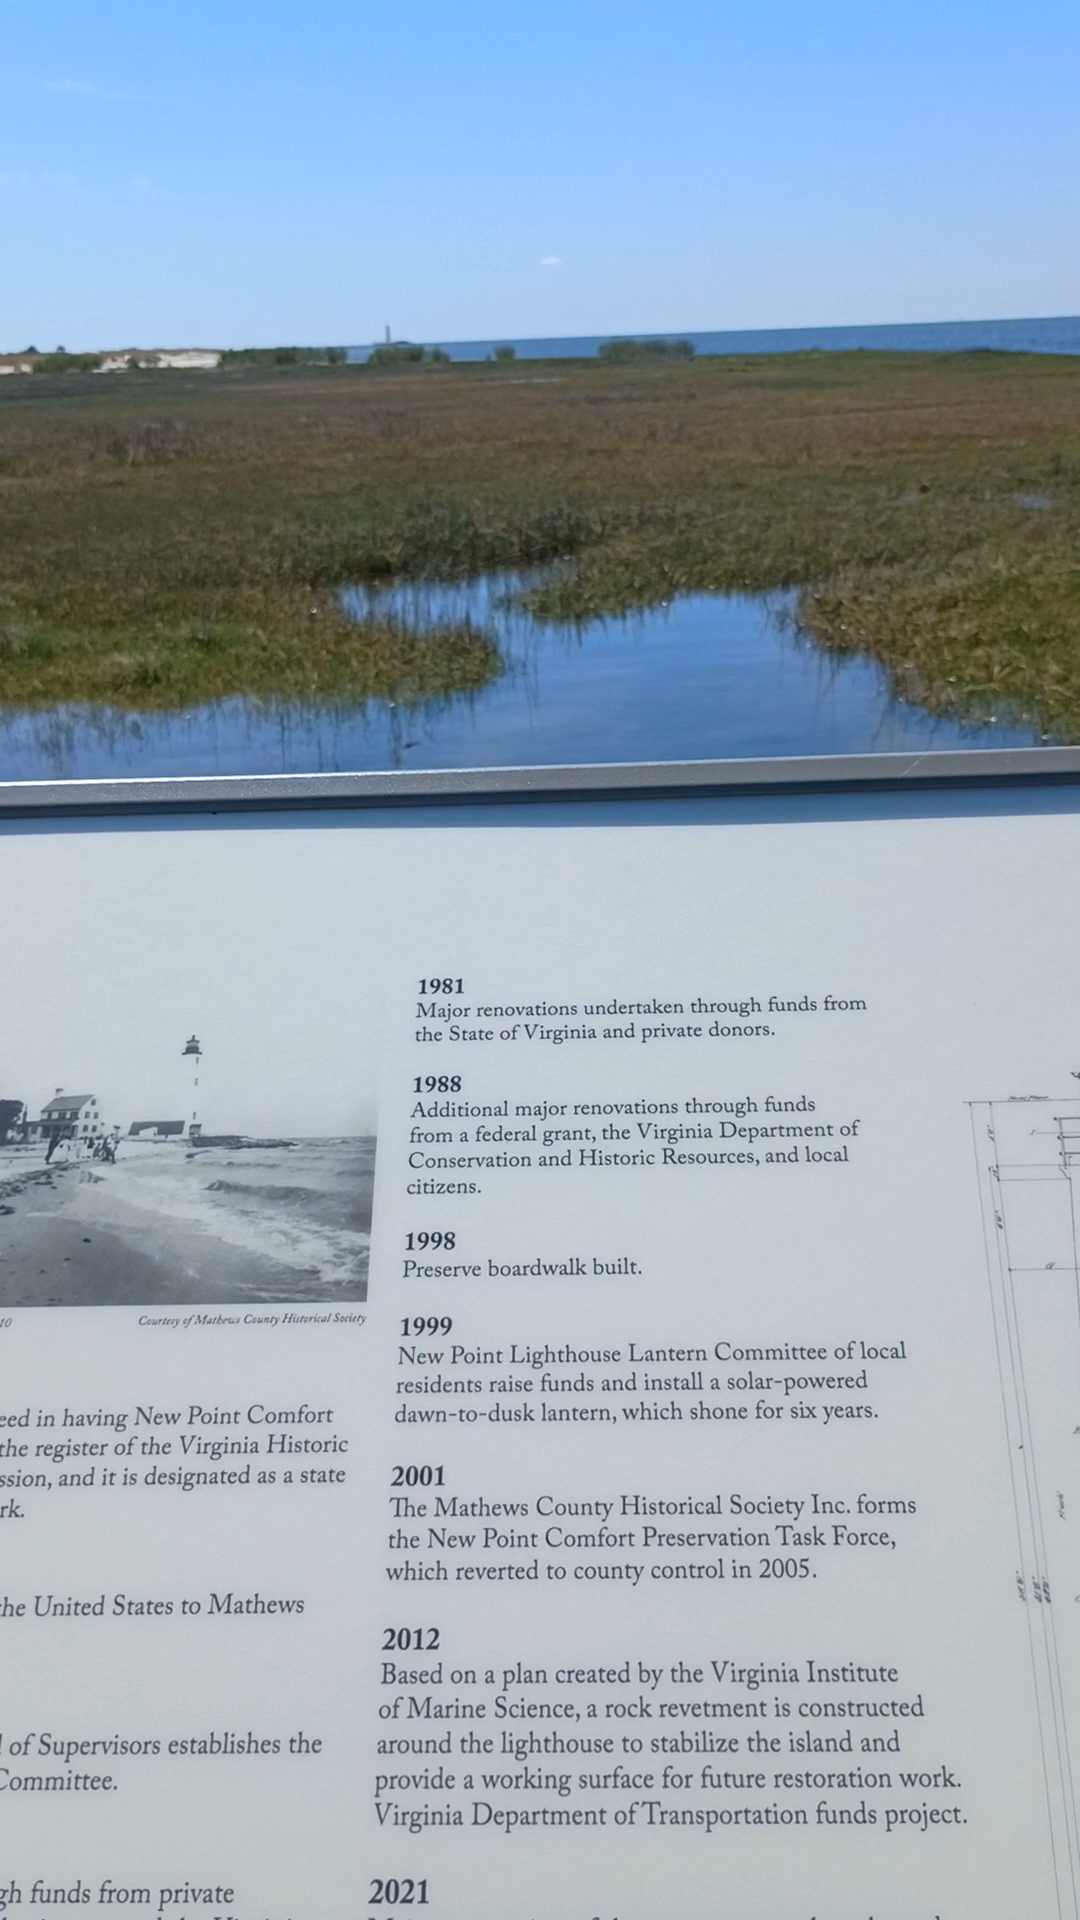 10
Courtesy of Mathews County Historical Society
eed in having New Point Comfort
the register of the Virginia Historic
ssion, and it is designated as a state
rk.
the United States to Mathews
of Supervisors establishes the
Committee.
gh funds from private
1981
Major renovations undertaken through funds from
the State of Virginia and private donors.
1988
Additional major renovations through funds
from a federal grant, the Virginia Department of
Conservation and Historic Resources, and local
citizens.
1998
Preserve boardwalk built.
1999
New Point Lighthouse Lantern Committee of local
residents raise funds and install a solar-powered
dawn-to-dusk lantern, which shone for six years.
2001
The Mathews County Historical Society Inc. forms
the New Point Comfort Preservation Task Force,
which reverted to county control in 2005.
2012
Based on a plan created by the Virginia Institute
of Marine Science, a rock revetment is constructed
around the lighthouse to stabilize the island and
provide a working surface for future restoration work.
Virginia Department of Transportation funds project.
2021